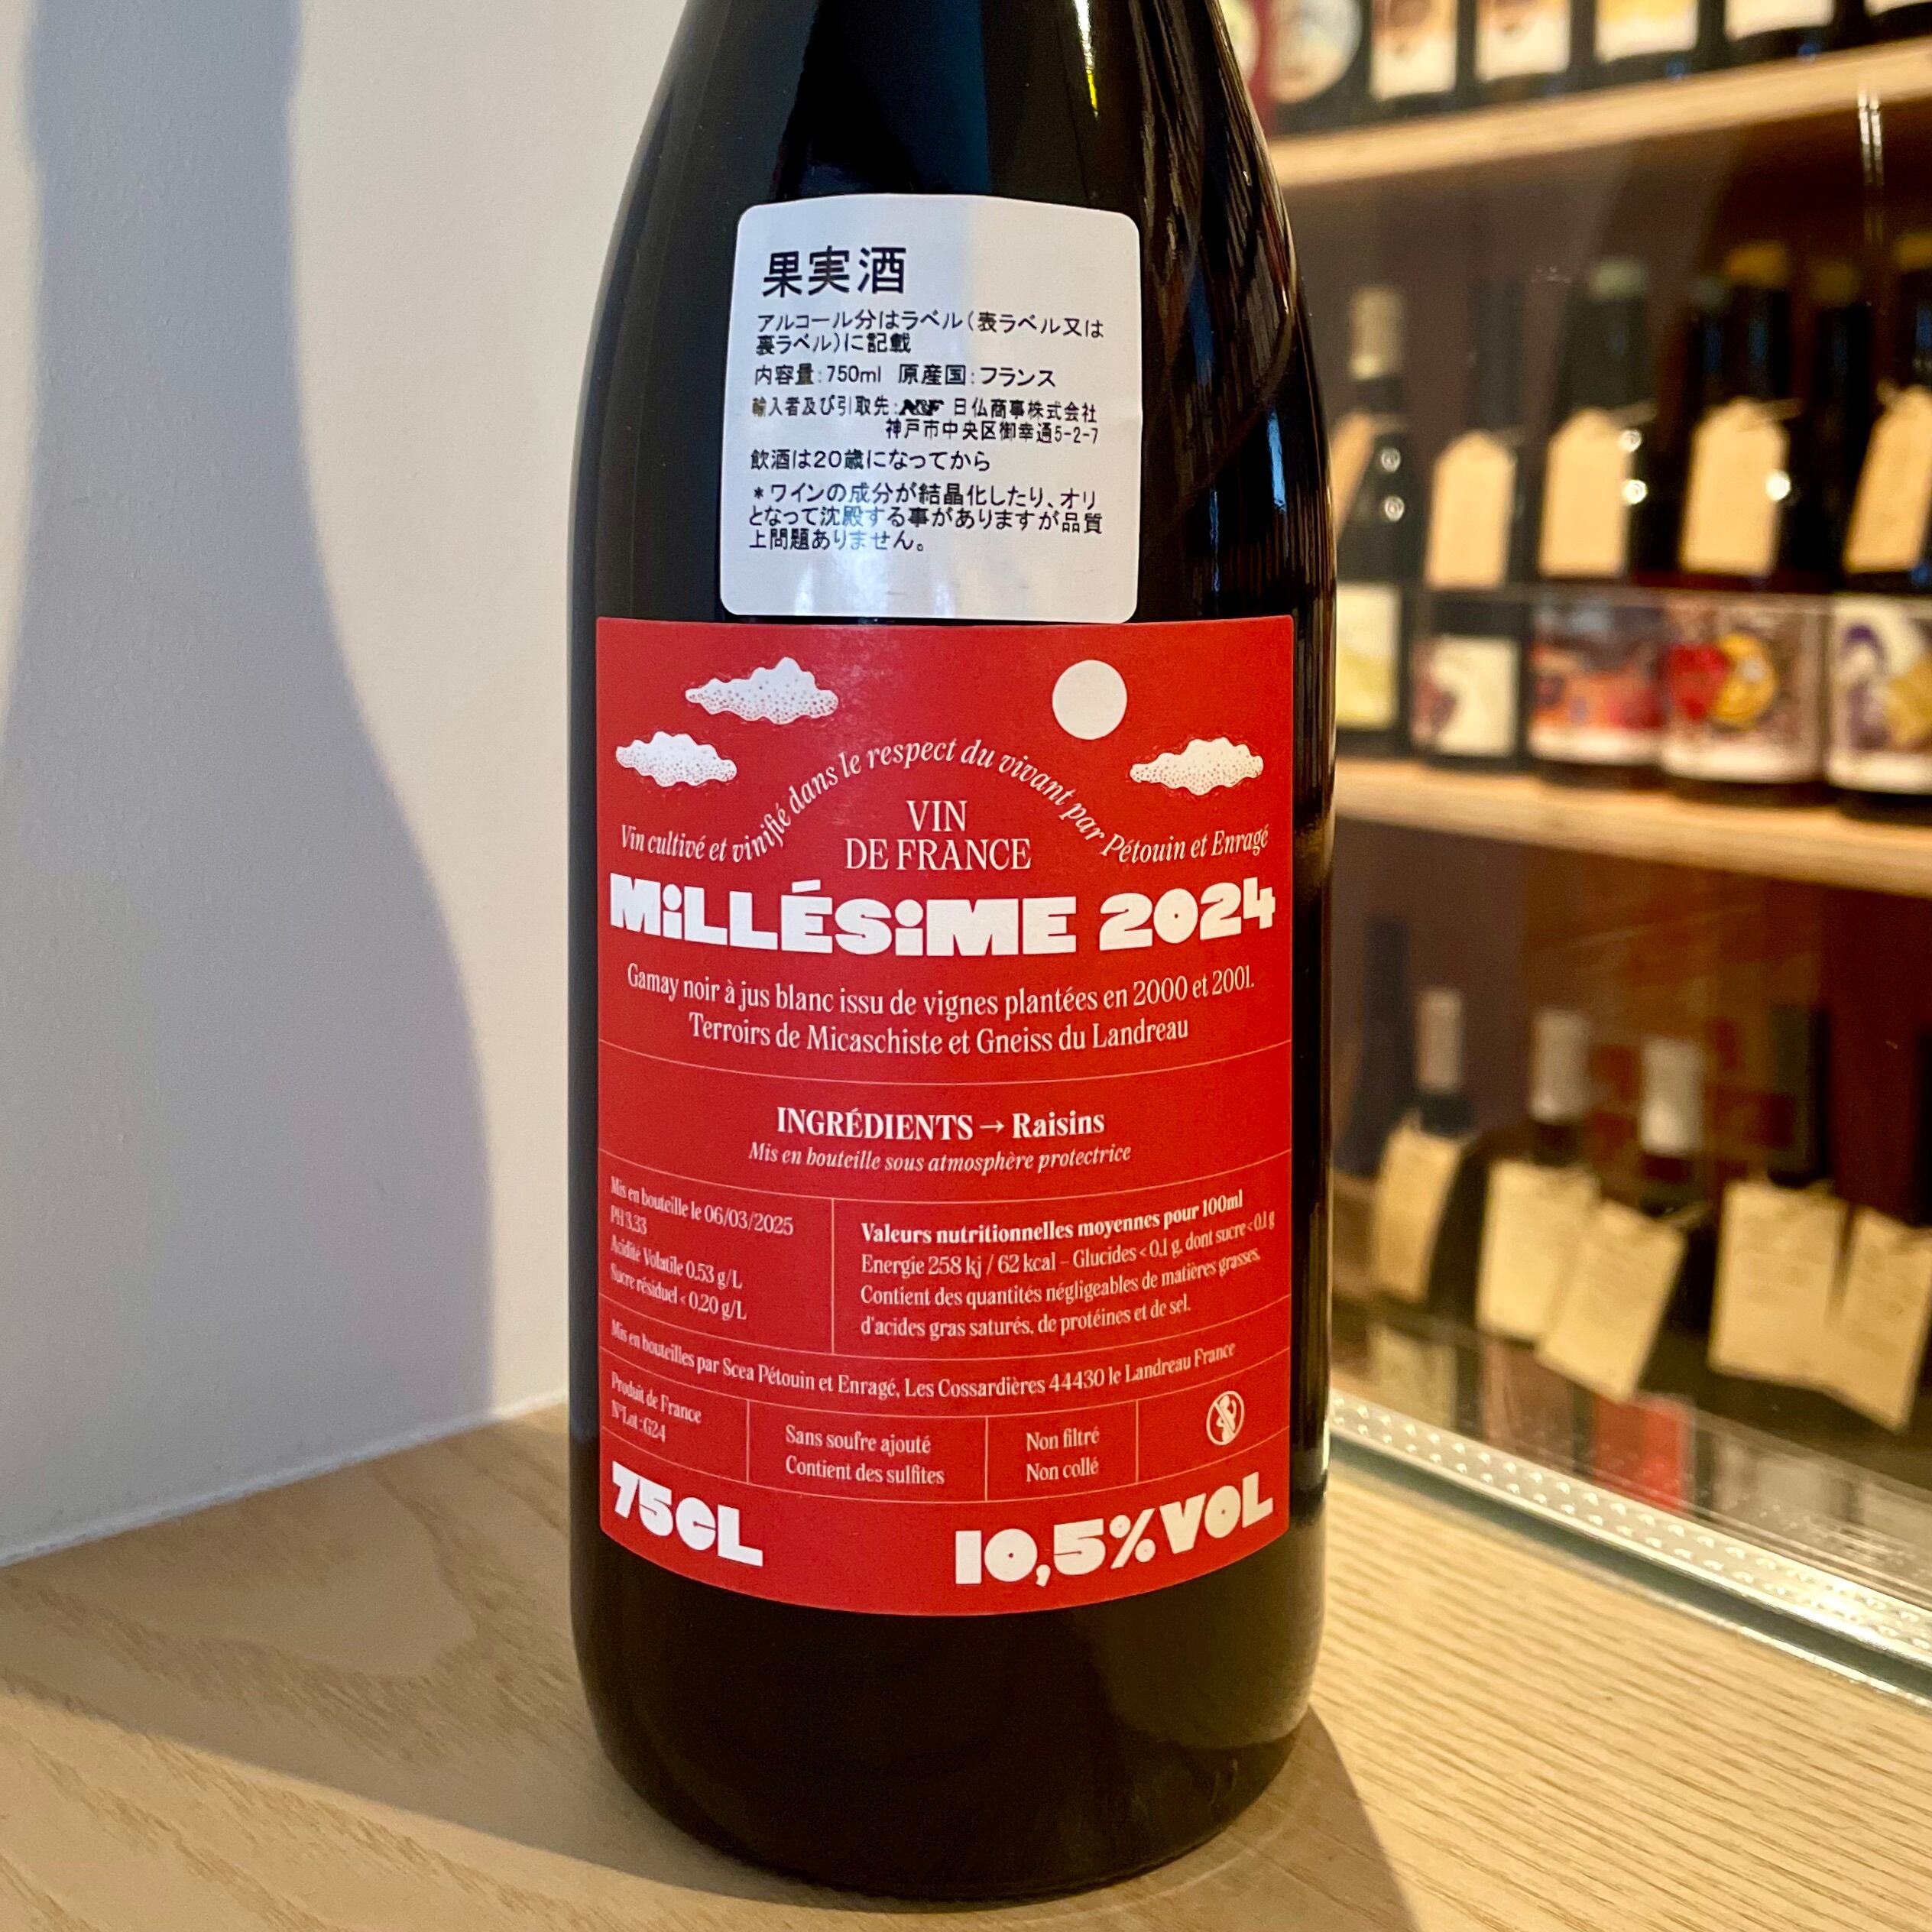 果実酒
アルコール分はラベル(表ラベル又は
裏ラベル)に記載
内容量:750ml 原産国:フランス
輸入者及び引取先: 日仏商事株式会社
神戸市中央区御幸通5-2-7
飲酒は20歳になってから
*ワインの成分が結晶化したり、オリ
となって沈殿する事がありますが品質
上問題ありません。
Vin cultivé et vinifié dans le respect du vivant par Pétouin et Enragé
VIN
DE FRANCE
MiLLÉSiME 2024
Gamay noir à jus blanc issu de vignes plantées en 2000 et 2001.
Terroirs de Micaschiste et Gneiss du Landreau
INGRÉDIENTS → Raisins
Mis en bouteille sous atmosphère protectrice
Mis en bouteille le 06/03/2025
PH 3.33
Acidité Volatile 0.53 g/L
Sucre résiduel < 0.20 g/L
Valeurs nutritionnelles moyennes pour 100ml
Energie 258 kj / 62 kcal – Glucides < 0.1 g, dont sucre < 0.1 g
Contient des quantités négligeables de matières grasses,
d'acides gras saturés, de protéines et de sel.
Mis en bouteilles par Scea Pétouin et Enragé, Les Cossardières 44430 le Landreau France
Produit de France
N°Lot : G24
Sans soufre ajouté
Contient des sulfites
Non filtré
Non collé
75CL
10,5%VOL